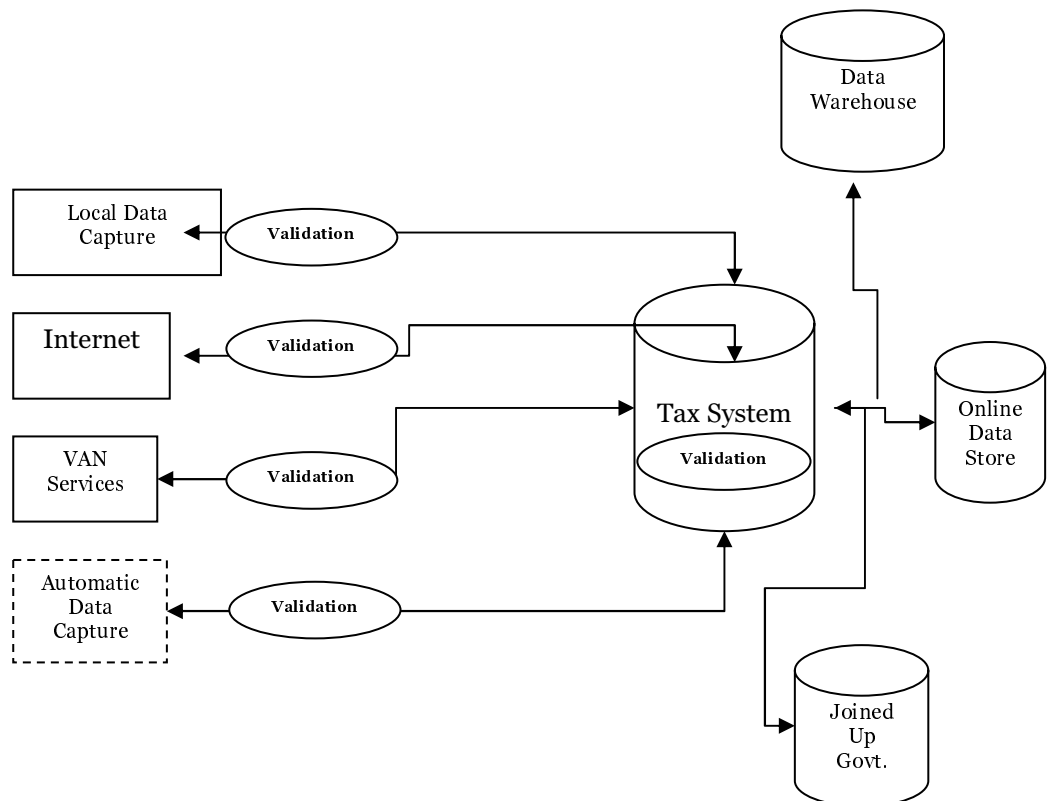 Data
Warehouse
Local Data
Capture
Validation
Internet
Validation
Tax System
Validation
Online
Data
Store
VAN
Services
Validation
Automatic
Data
Capture
Validation
Joined
Up
Govt.